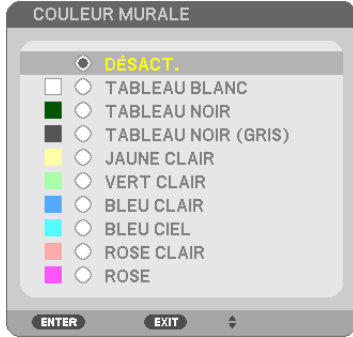 COULEUR MURALE
DÉSACT.
TABLEAU BLANC
TABLEAU NOIR
TABLEAU NOIR (GRIS)
JAUNE CLAIR
VERT CLAIR
BLEU CLAIR
BLEU CIEL
ROSE CLAIR
ROSE
ENTER EXIT